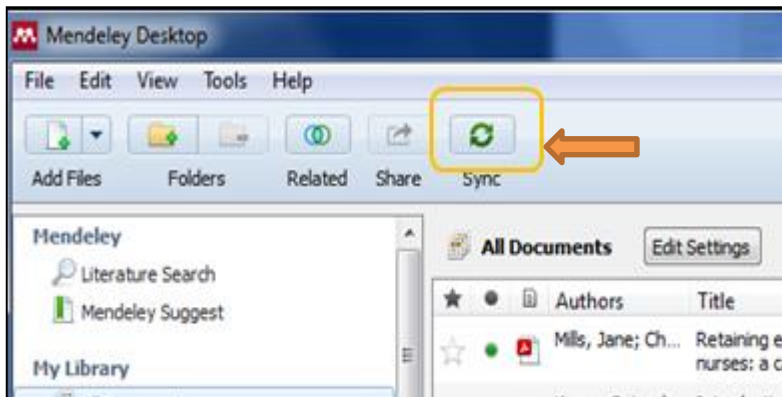 Mendeley Desktop
File Edit View Tools Help
Add Files Folders Related Share Sync
Mendeley
Literature Search
Mendeley Suggest
My Library
All Documents Edit Settings
Authors Title
Mills, Jane; Ch... Retaining e
nurses: a c